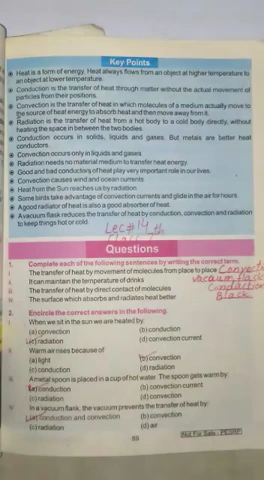 Key Points
Heat is a form of energy. Heat always flows from an object at higher temperature to
an object at lower temperature.
Conduction is the transfer of heat through matter without the actual movement of
particles from their positions.
Convection is the transfer of heat in which molecules of a medium actually move to
the source of heat energy to absorb heat and then move away from it.
Radiation is the transfer of heat from a hot body to a cold body directly, without
heating the space in between the two bodies.
Conduction occurs in solids, liquids and gases. But metals are better heat
conductors.
Convection occurs only in liquids and gases.
Radiation needs no material medium to transfer heat energy.
Good and bad conductors of heat play very important role in our lives.
Convection causes wind and ocean currents.
Heat from the Sun reaches us by radiation.
Some birds take advantage of convection currents and glide in the air for hours.
A good radiator of heat is also a good absorber of heat.
A vacuum flask reduces the transfer of heat by conduction, convection and radiation
to keep things hot or cold.
Lec # 14
Class 7th
Questions
1. Complete each of the following sentences by writing the correct term.
i. The transfer of heat by movement of molecules from place to place Convection
ii. It can maintain the temperature of drinks Vacuum flask
iii. The transfer of heat by direct contact of molecules Conduction
iv. The surface which absorbs and radiates heat better Black
2. Encircle the correct answers in the following.
i. When we sit in the sun we are heated by:
(a) convection (b) conduction
(c) radiation (d) convection current
ii. Warm air rises because of
(a) light (b) convection
(c) conduction (d) radiation
iii. A metal spoon is placed in a cup of hot water. The spoon gets warm by
(a) conduction (b) convection current
(c) radiation (d) convection
In a vacuum flask, the vacuum prevents the transfer of heat by:
(a) conduction and convection (b) convection
(c) radiation (d) air
89
Not For Sale - PESRP